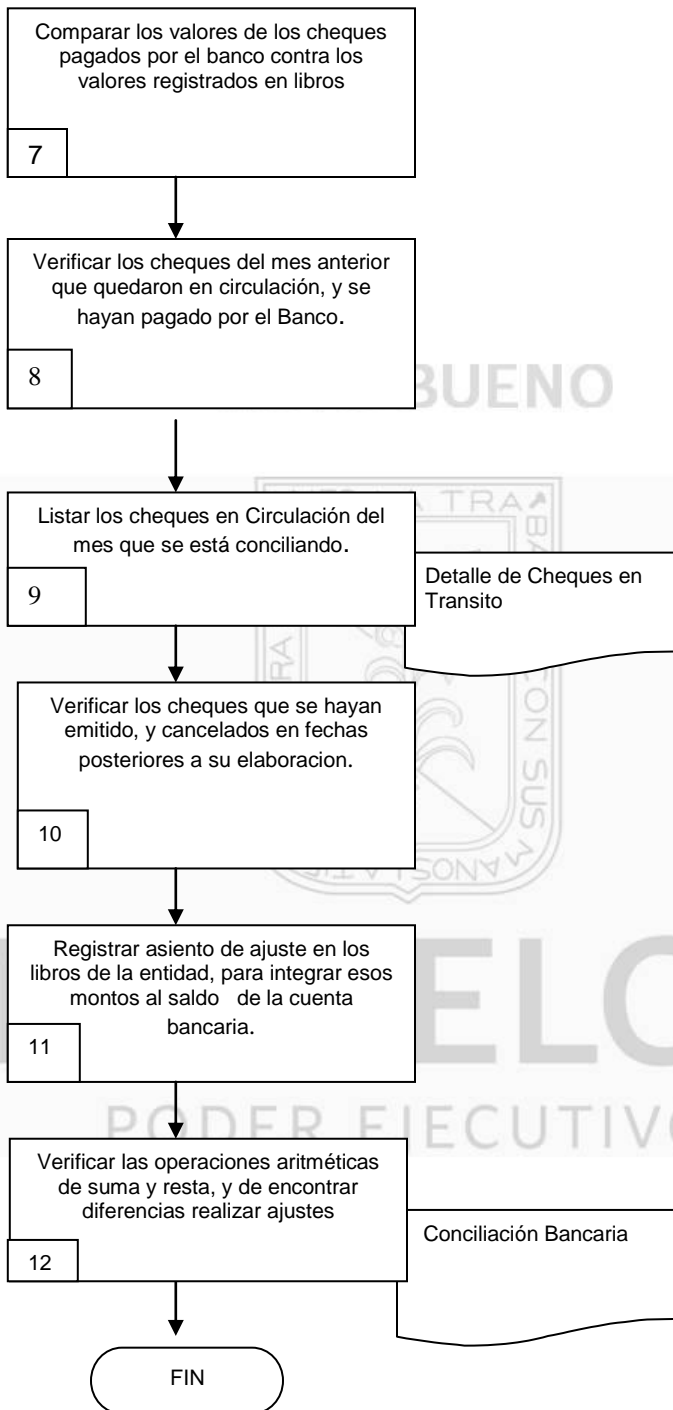 Comparar los valores de los cheques
pagados por el banco contra los
valores registrados en libros
7
Verificar los cheques del mes anterior
que quedaron en circulación, y se
hayan pagado por el Banco.
8
BUENO
TRA
Listar los cheques en Circulación del
mes que se está conciliando.
9
Detalle de Cheques en
Transito
CON SUS
MANOS
Verificar los cheques que se hayan
emitido, y cancelados en fechas
posteriores a su elaboracion.
10
Registrar asiento de ajuste en los
libros de la entidad, para integrar esos
montos al saldo de la cuenta
bancaria.
11
PODER EJECUTIVO
Verificar las operaciones aritméticas
de suma y resta, y de encontrar
diferencias realizar ajustes
12
Conciliación Bancaria
FIN